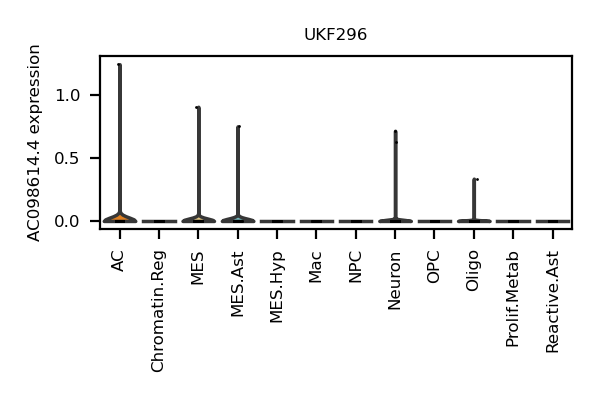 UKF296
AC098614.4 expression
1.0
0.5
0.0
AC
Chromatin.Reg
MES
MES.Ast
MES.Hyp
Mac
NPC
Neuron
OPC
Oligo
Prolif.Metab
Reactive.Ast